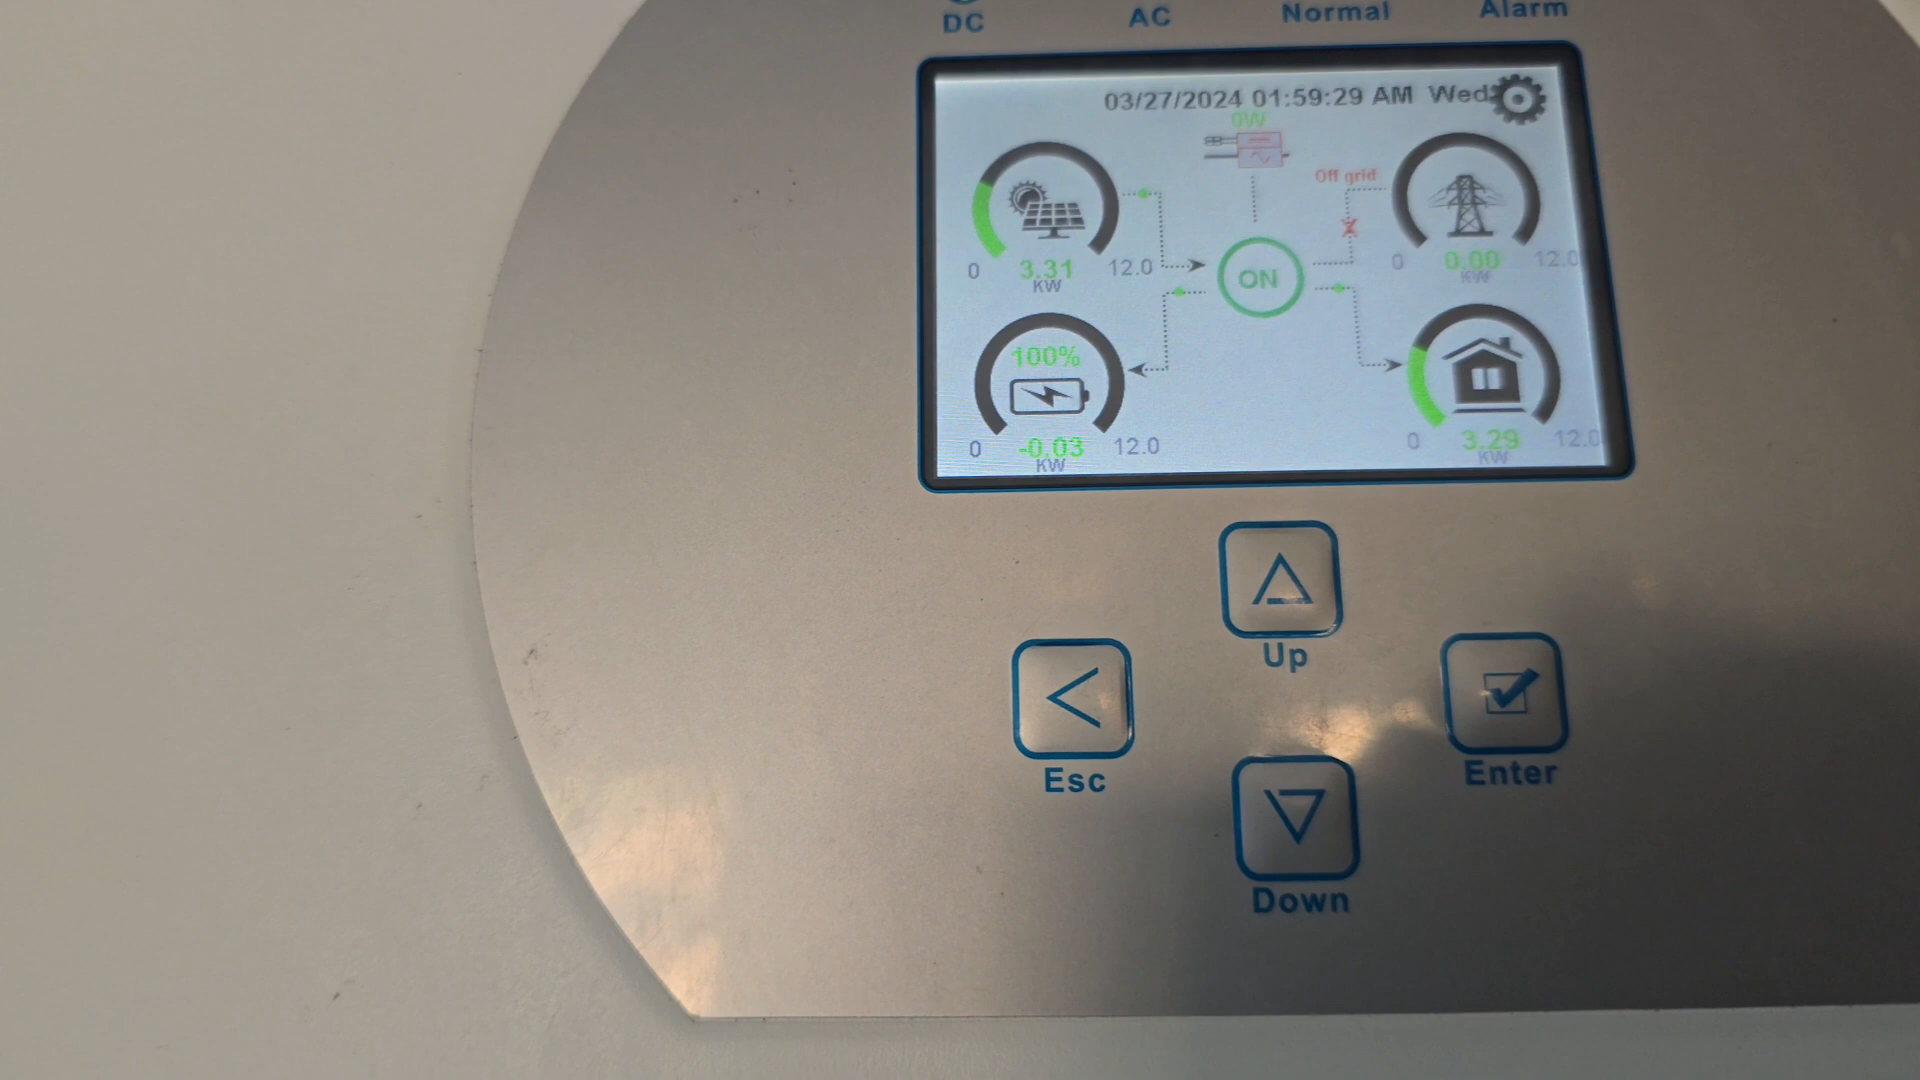 DC AC Normal Alarm
03/27/2024 01:59:29 AM Wed
0W
Off grid
0 3.31 12.0
KW
0 0.00 12.0
KW
ON
100%
0 -0.03 12.0
KW
0 3.29 12.0
KW
Up
Esc
Enter
Down